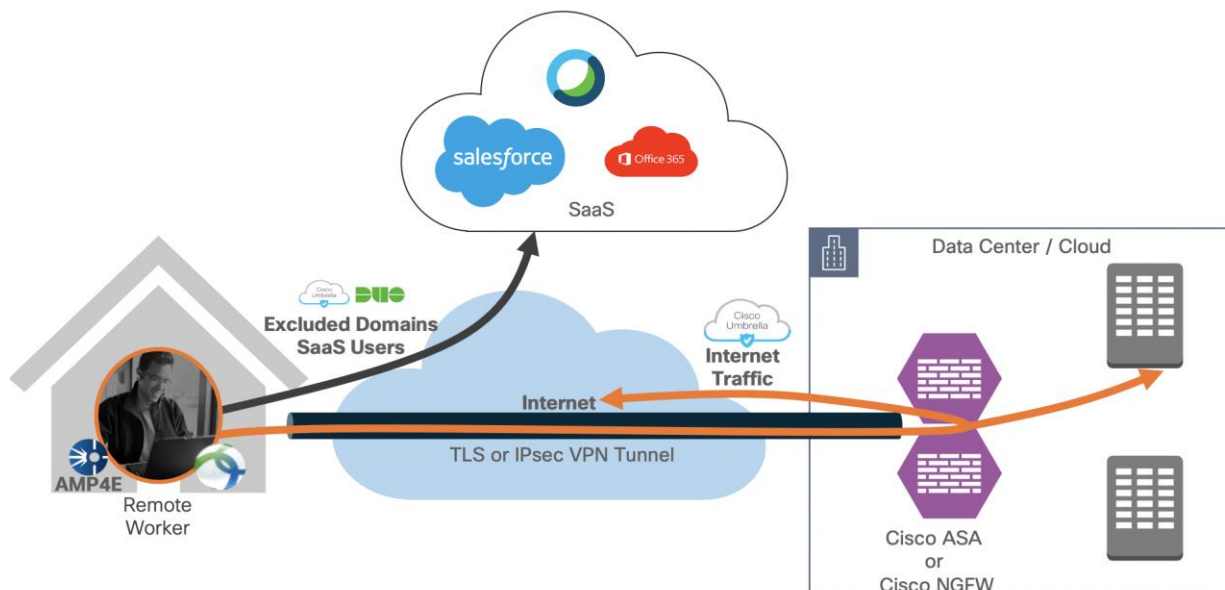 salesforce
Office 365
SaaS
Data Center / Cloud
Cisco
Umbrella
DUO
Excluded Domains
SaaS Users
Cisco
Umbrella
Internet
Traffic
Internet
TLS or IPsec VPN Tunnel
AMP4E
Remote
Worker
Cisco ASA
or
Cisco NGFW